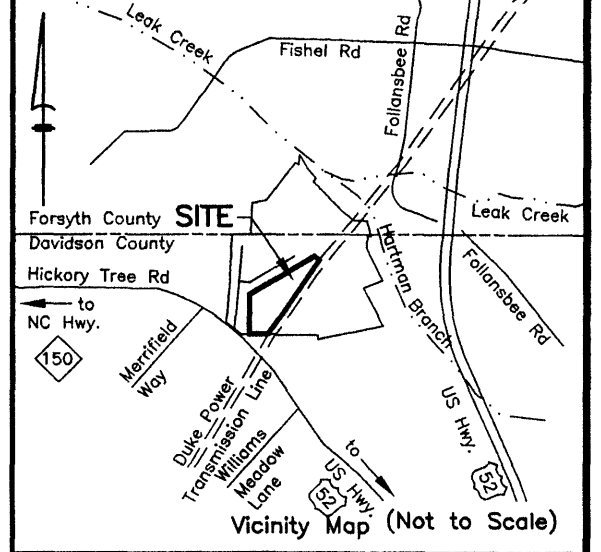 Leak Creek
Fishel Rd
Follansbee Rd
Forsyth County
SITE
Leak Creek
Davidson County
Hickory Tree Rd
to
NC Hwy.
150
Hartman Branch
Follansbee Rd
Merrifield
Way
Duke Power
Transmission Line
Williams
Meadow
Lane
to
US Hwy.
52
US Hwy.
52
Vicinity Map (Not to Scale)